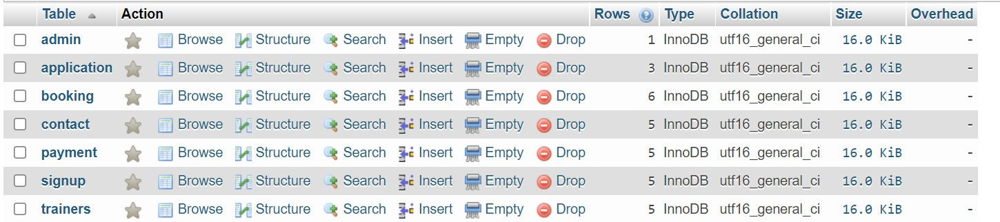 Table Action Rows Type Collation Size Overhead
admin Browse Structure Search Insert Empty Drop 1 InnoDB utf16_general_ci 16.0 KiB -
application Browse Structure Search Insert Empty Drop 3 InnoDB utf16_general_ci 16.0 KiB -
booking Browse Structure Search Insert Empty Drop 6 InnoDB utf16_general_ci 16.0 KiB -
contact Browse Structure Search Insert Empty Drop 5 InnoDB utf16_general_ci 16.0 KiB -
payment Browse Structure Search Insert Empty Drop 5 InnoDB utf16_general_ci 16.0 KiB -
signup Browse Structure Search Insert Empty Drop 5 InnoDB utf16_general_ci 16.0 KiB -
trainers Browse Structure Search Insert Empty Drop 5 InnoDB utf16_general_ci 16.0 KiB -